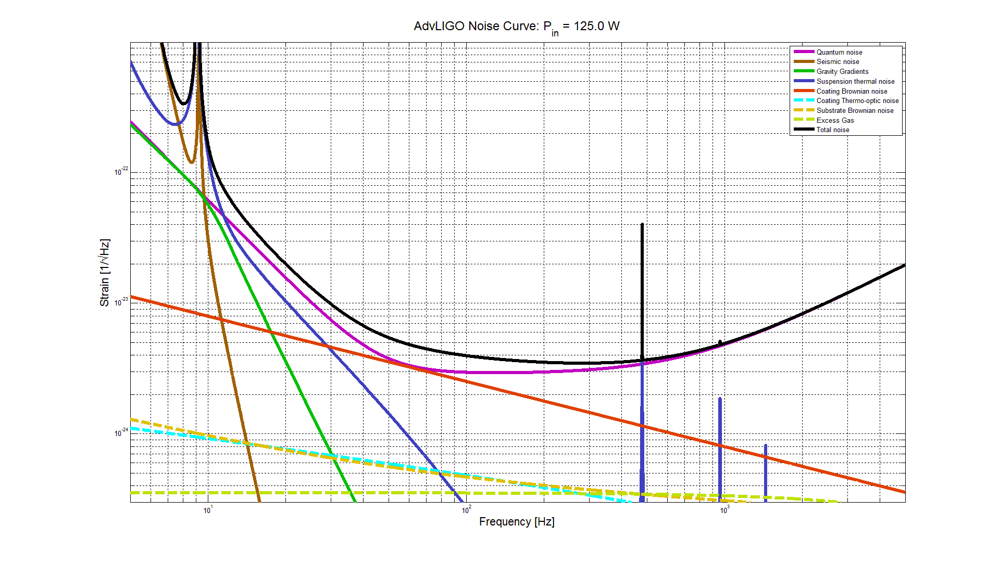 AdvLIGO Noise Curve: P_in = 125.0 W
Quantum noise
Seismic noise
Gravity Gradients
Suspension thermal noise
Coating Brownian noise
Coating Thermo-optic noise
Substrate Brownian noise
Excess Gas
Total noise
Strain [1/√Hz]
10^-22
10^-23
10^-24
10^1
10^2
10^3
Frequency [Hz]